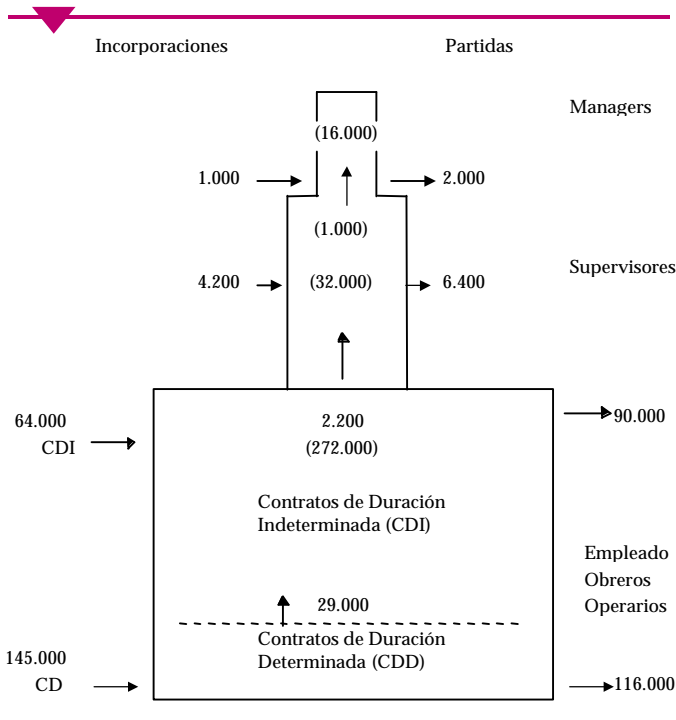 Incorporaciones Partidas
Managers
(16.000)
1.000 2.000
(1.000)
Supervisores
4.200 (32.000) 6.400
64.000 2.200 90.000
CDI (272.000)
Contratos de Duración
Indeterminada (CDI)
Empleado
Obreros
Operarios
29.000
Contratos de Duración
145.000 Determinada (CDD)
CD 116.000